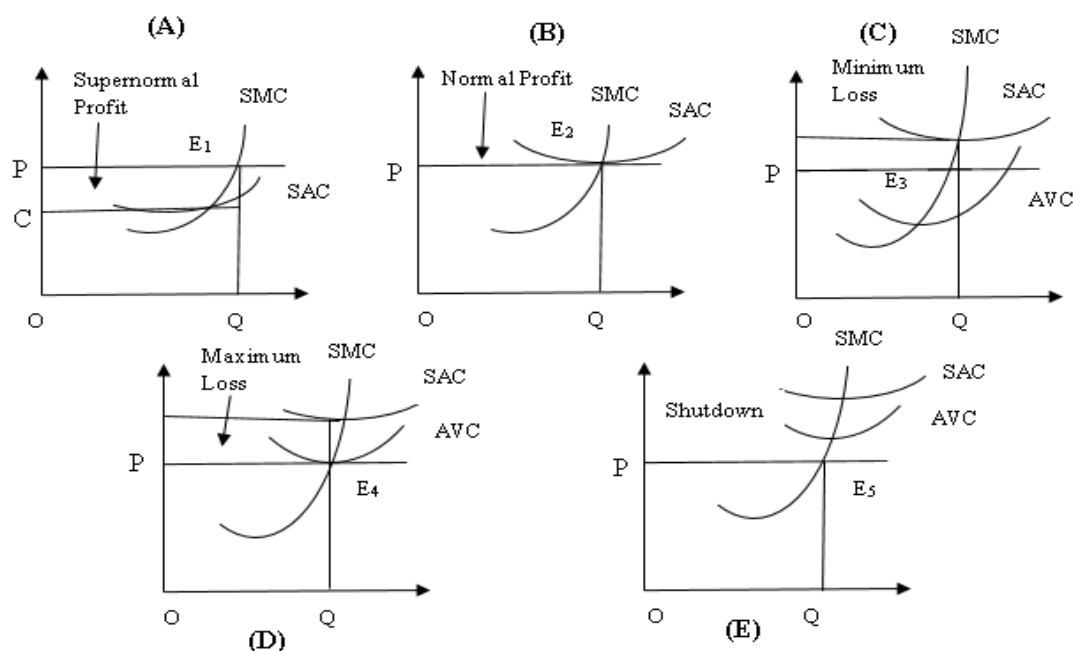 (A)
Supernormal
Profit
SMC
E1
P
SAC
C
O
Q
(B)
Normal Profit
SMC
SAC
E2
P
O
Q
(C)
SMC
Minimum
Loss
SAC
P
E3
AVC
O
Q
Maximum
Loss
SMC
SAC
AVC
P
E4
O
Q
(D)
SMC
SAC
Shutdown
AVC
P
E5
O
Q
(E)